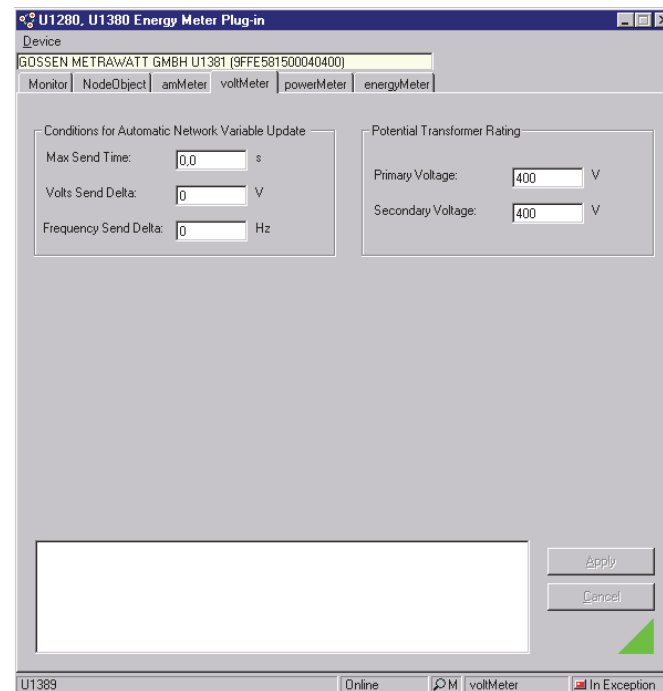 U1280, U1380 Energy Meter Plug-in
Device
GOSSEN METRAWATT GMBH U1381 (9FFE581500040400)
Monitor NodeObject amMeter voltMeter powerMeter energyMeter
Conditions for Automatic Network Variable Update
Max Send Time: 0,0 s
Volts Send Delta: 0 V
Frequency Send Delta: 0 Hz
Potential Transformer Rating
Primary Voltage: 400 V
Secondary Voltage: 400 V
Apply
Cancel
U1389 Online M voltMeter In Exception